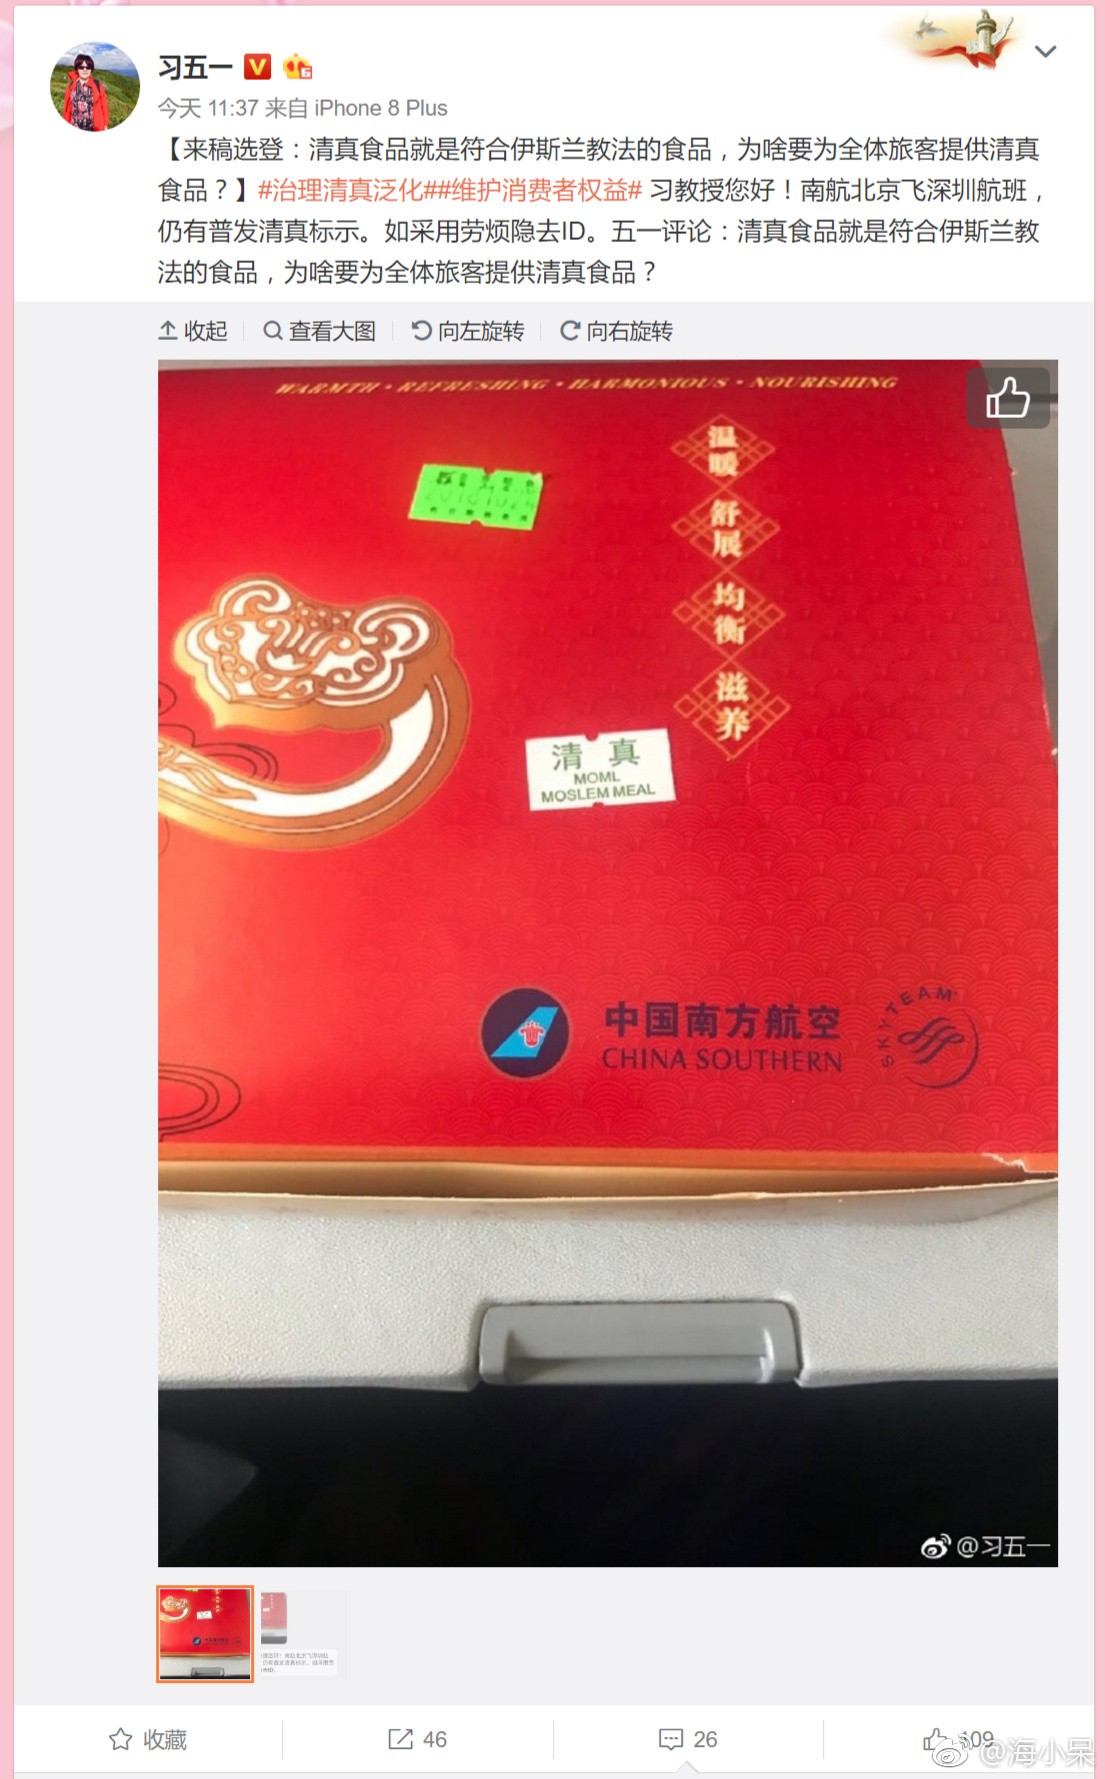 习五一
今天 11:37 来自 iPhone 8 Plus
【来稿选登：清真食品就是符合伊斯兰教法的食品，为啥要为全体旅客提供清真
食品？】#治理清真泛化##维护消费者权益# 习教授您好！南航北京飞深圳航班，
仍有普发清真标示。如采用劳烦隐去ID。五一评论：清真食品就是符合伊斯兰教
法的食品，为啥要为全体旅客提供清真食品？
收起 查看大图 向左旋转 向右旋转
WARMTH · REFRESHING · HARMONIOUS · NOURISHING
温暖
舒展
均衡
滋养
清真
MOML
MOSLEM MEAL
中国南方航空
CHINA SOUTHERN
SKYTEAM
@习五一
收藏 46 26 109
@海小呆